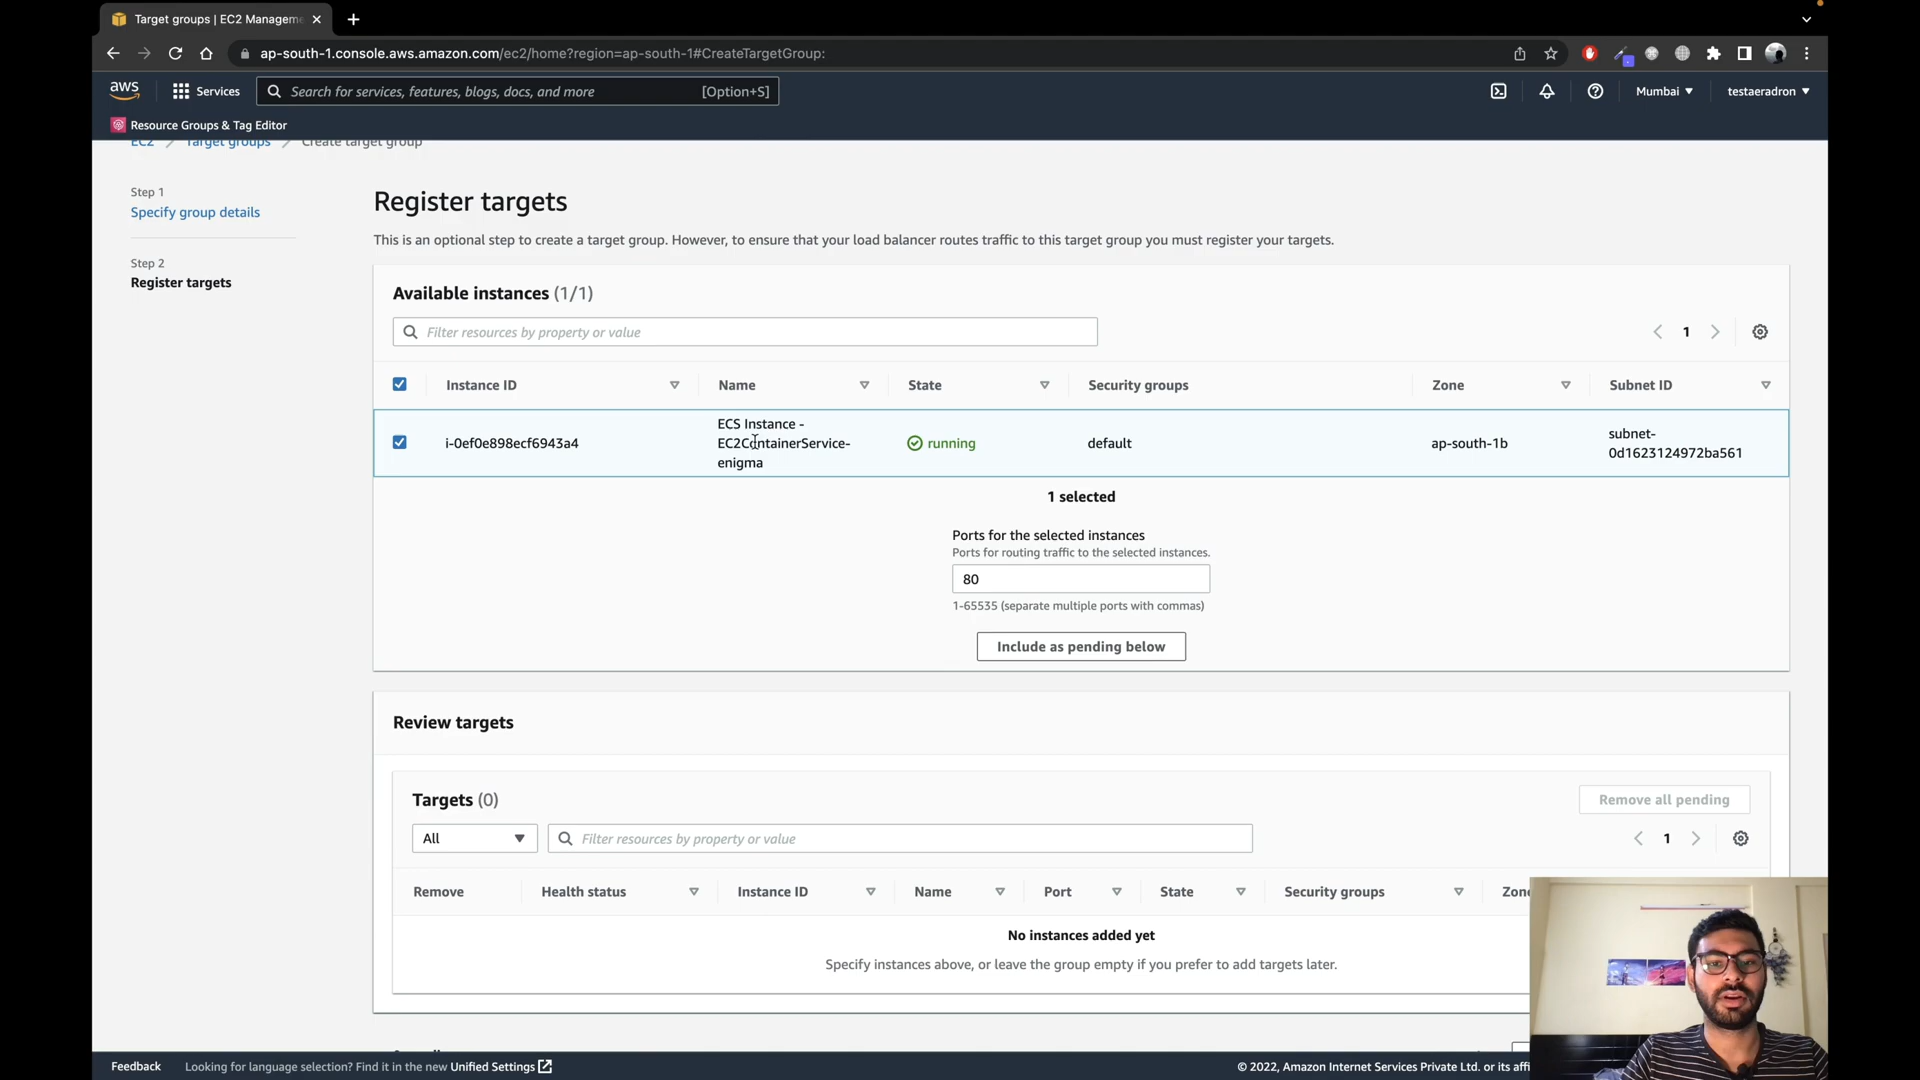 Target groups | EC2 Managem
ap-south-1.console.aws.amazon.com/ec2/home?region=ap-south-1#CreateTargetGroup:
aws
Services
Search for services, features, blogs, docs, and more
[Option+S]
Mumbai
testaeradron
Resource Groups & Tag Editor
EC2
Target groups
Create target group
Step 1
Specify group details
Step 2
Register targets
Register targets
This is an optional step to create a target group. However, to ensure that your load balancer routes traffic to this target group you must register your targets.
Available instances (1/1)
Filter resources by property or value
1
Instance ID
Name
State
Security groups
Zone
Subnet ID
i-0ef0e898ecf6943a4
ECS Instance -
EC2ContainerService-
enigma
running
default
ap-south-1b
subnet-
0d1623124972ba561
1 selected
Ports for the selected instances
Ports for routing traffic to the selected instances.
80
1-65535 (separate multiple ports with commas)
Include as pending below
Review targets
Targets (0)
Remove all pending
All
Filter resources by property or value
1
Remove
Health status
Instance ID
Name
Port
State
Security groups
Zon
No instances added yet
Specify instances above, or leave the group empty if you prefer to add targets later.
Feedback
Looking for language selection? Find it in the new Unified Settings
© 2022, Amazon Internet Services Private Ltd. or its affi